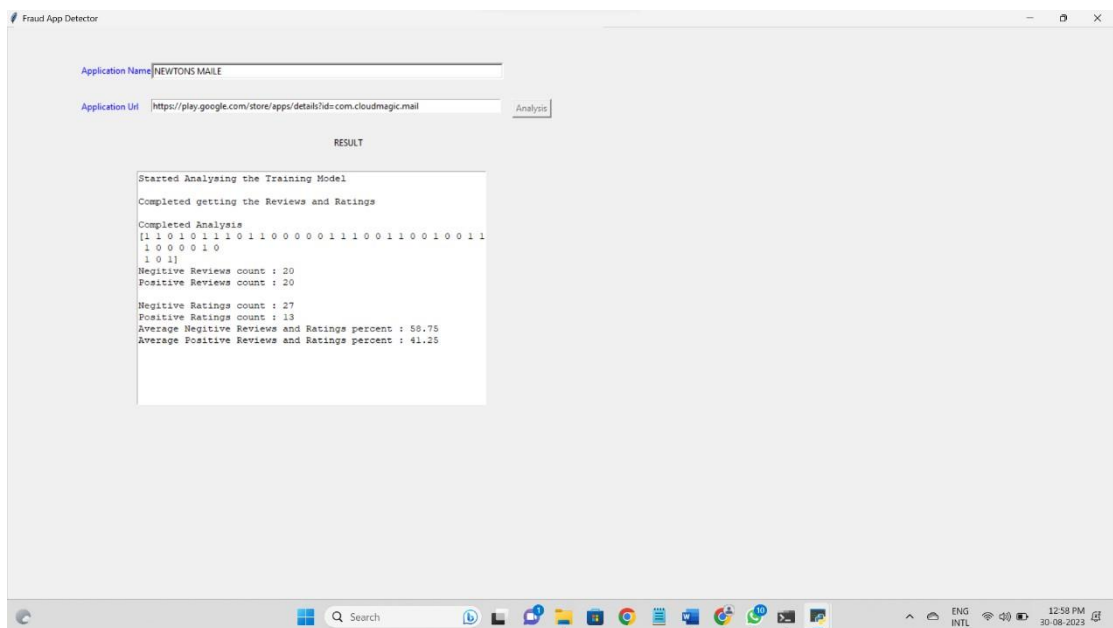 Fraud App Detector
Application Name NEWTONS MAILE
Application Url https://play.google.com/store/apps/details?id=com.cloudmagic.mail Analysis
RESULT
Started Analysing the Training Model
Completed getting the Reviews and Ratings
Completed Analysis
[1 1 0 1 0 1 1 1 0 1 1 0 0 0 0 0 1 1 1 0 0 1 1 0 0 1 0 0 1 1
1 0 0 0 0 1 0
1 0 1]
Negitive Reviews count : 20
Positive Reviews count : 20
Negitive Ratings count : 27
Positive Ratings count : 13
Average Negitive Reviews and Ratings percent : 58.75
Average Positive Reviews and Ratings percent : 41.25
Search
1
10
ENG
INTL
12:58 PM
30-08-2023